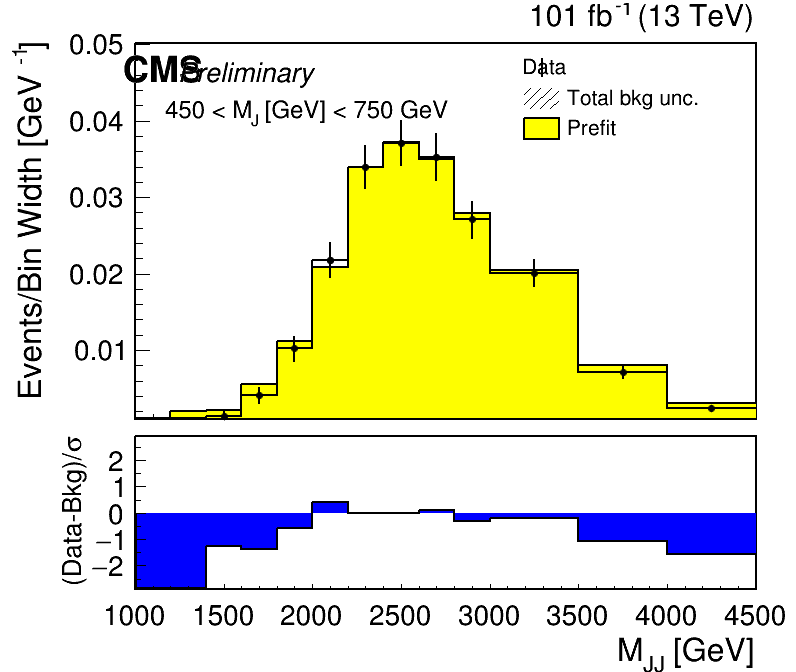 101 fb⁻¹ (13 TeV)
CMS Preliminary
450 < M_J [GeV] < 750 GeV
Data
Total bkg unc.
Prefit
Events/Bin Width [GeV⁻¹]
0.05
0.04
0.03
0.02
0.01
(Data-Bkg)/σ
2
1
0
−1
−2
1000 1500 2000 2500 3000 3500 4000 4500
M_JJ [GeV]